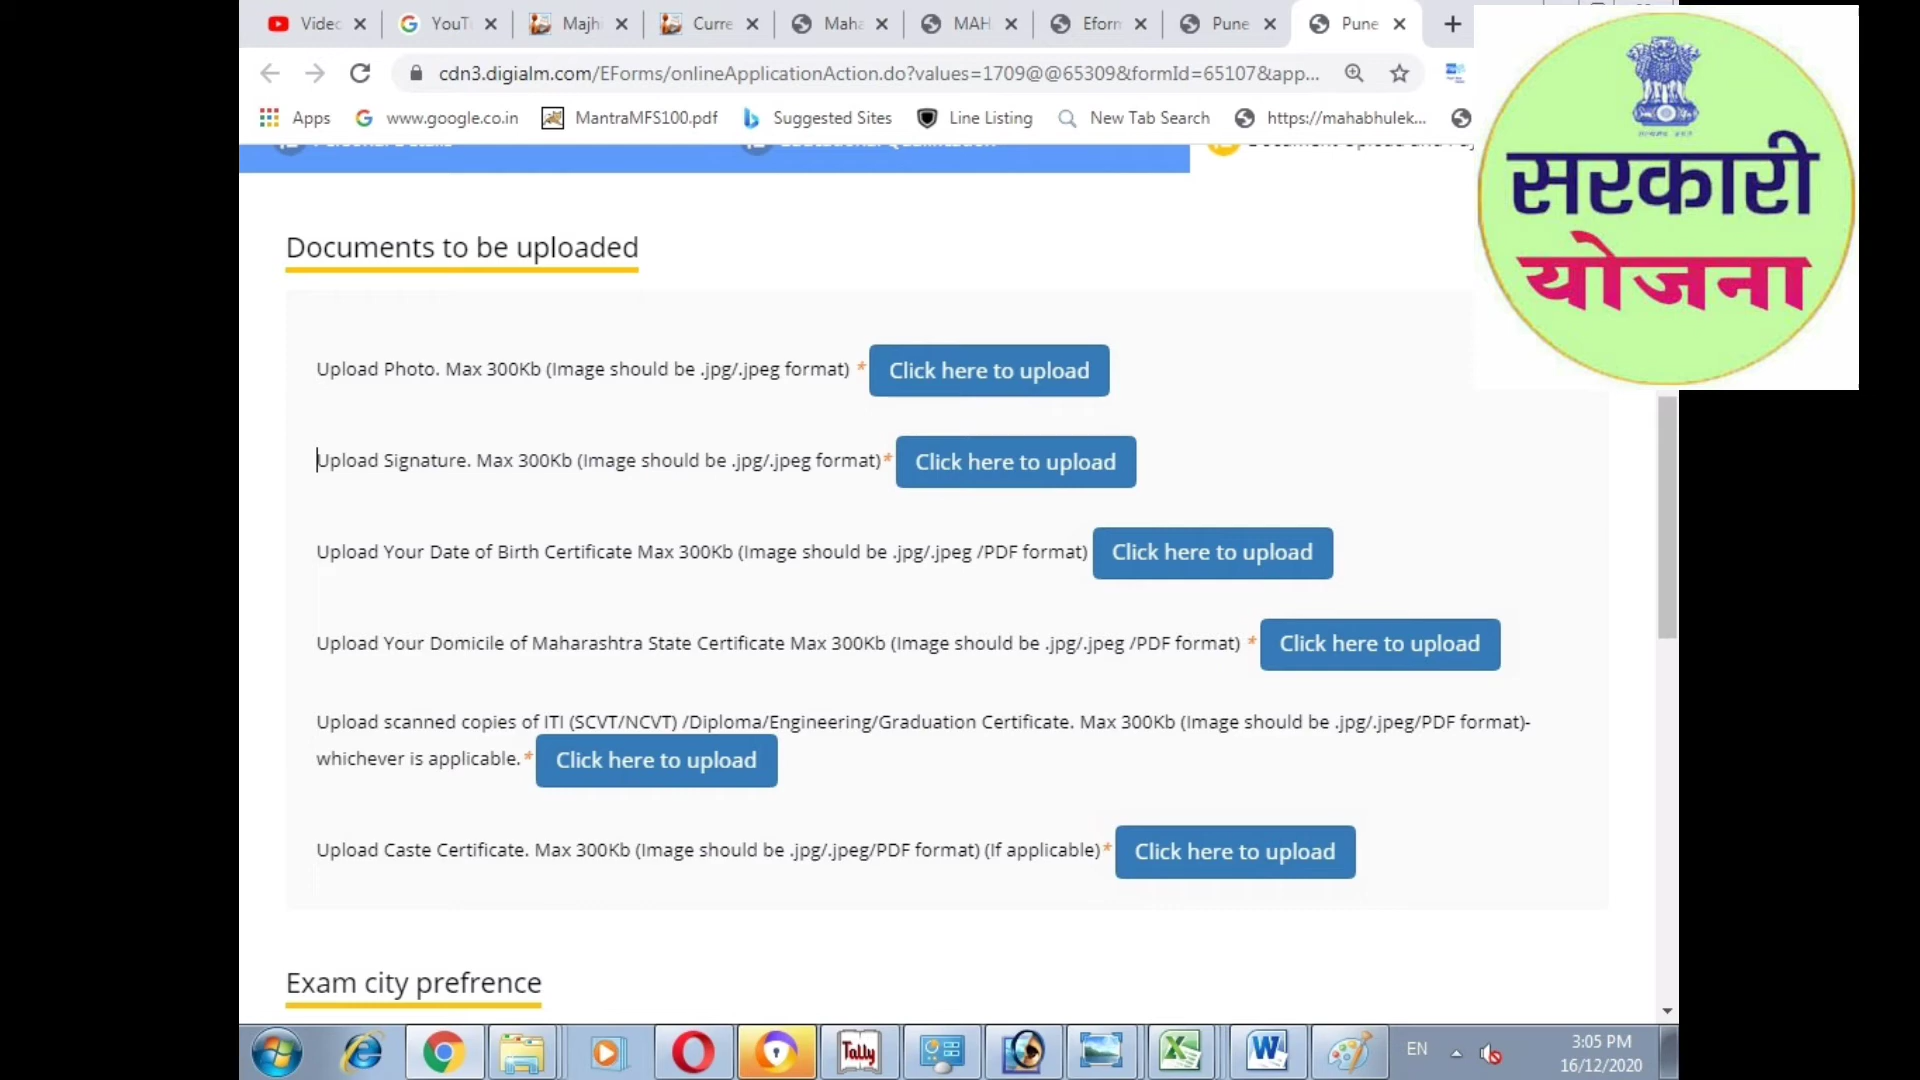 Videc
YouT
Majh
Curre
Maha
MAH
Eforn
Pune
Pune
cdn3.digialm.com/EForms/onlineApplicationAction.do?values=1709@@65309&formId=65107&app...
Apps
www.google.co.in
MantraMFS100.pdf
Suggested Sites
Line Listing
New Tab Search
https://mahabhulek...
सरकारी
योजना
Documents to be uploaded
Upload Photo. Max 300Kb (Image should be .jpg/.jpeg format) * Click here to upload
Upload Signature. Max 300Kb (Image should be .jpg/.jpeg format)* Click here to upload
Upload Your Date of Birth Certificate Max 300Kb (Image should be .jpg/.jpeg /PDF format) Click here to upload
Upload Your Domicile of Maharashtra State Certificate Max 300Kb (Image should be .jpg/.jpeg /PDF format) * Click here to upload
Upload scanned copies of ITI (SCVT/NCVT) /Diploma/Engineering/Graduation Certificate. Max 300Kb (Image should be .jpg/.jpeg/PDF format)-
whichever is applicable.* Click here to upload
Upload Caste Certificate. Max 300Kb (Image should be .jpg/.jpeg/PDF format) (If applicable)* Click here to upload
Exam city prefrence
Tally
EN
3:05 PM
16/12/2020